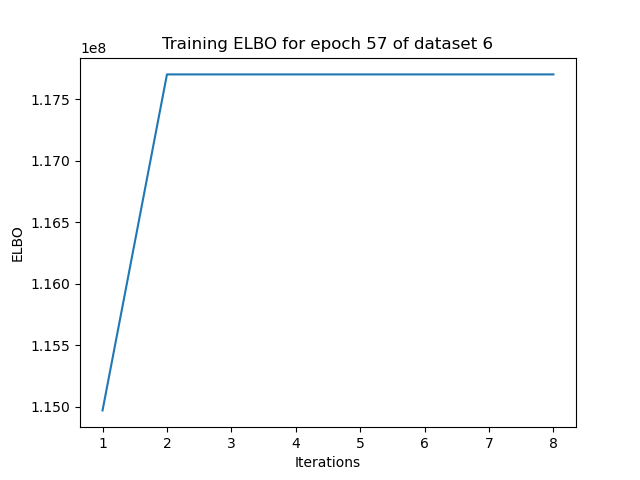 Training ELBO for epoch 57 of dataset 6
1e8
1.175
1.170
1.165
1.160
1.155
1.150
ELBO
1 2 3 4 5 6 7 8
Iterations